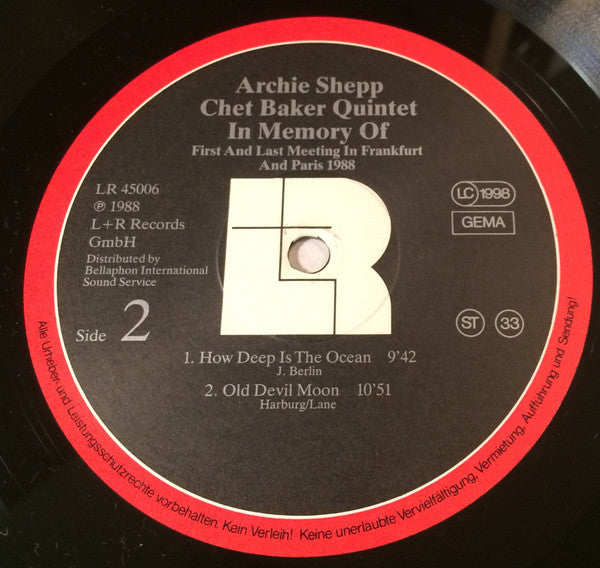 Archie Shepp
Chet Baker Quintet
In Memory Of
First And Last Meeting In Frankfurt
And Paris 1988
LR 45006
℗ 1988
L+R Records
GmbH
Distributed by
Bellaphon International
Sound Service
LC 1998
GEMA
LR
Side 2
ST 33
1. How Deep Is The Ocean 9'42
J. Berlin
2. Old Devil Moon 10'51
Harburg/Lane
Alle Urheber- und Leistungsschutzrechte vorbehalten. Kein Verleih! Keine unerlaubte Vervielfältigung, Vermietung, Aufführung und Sendung!